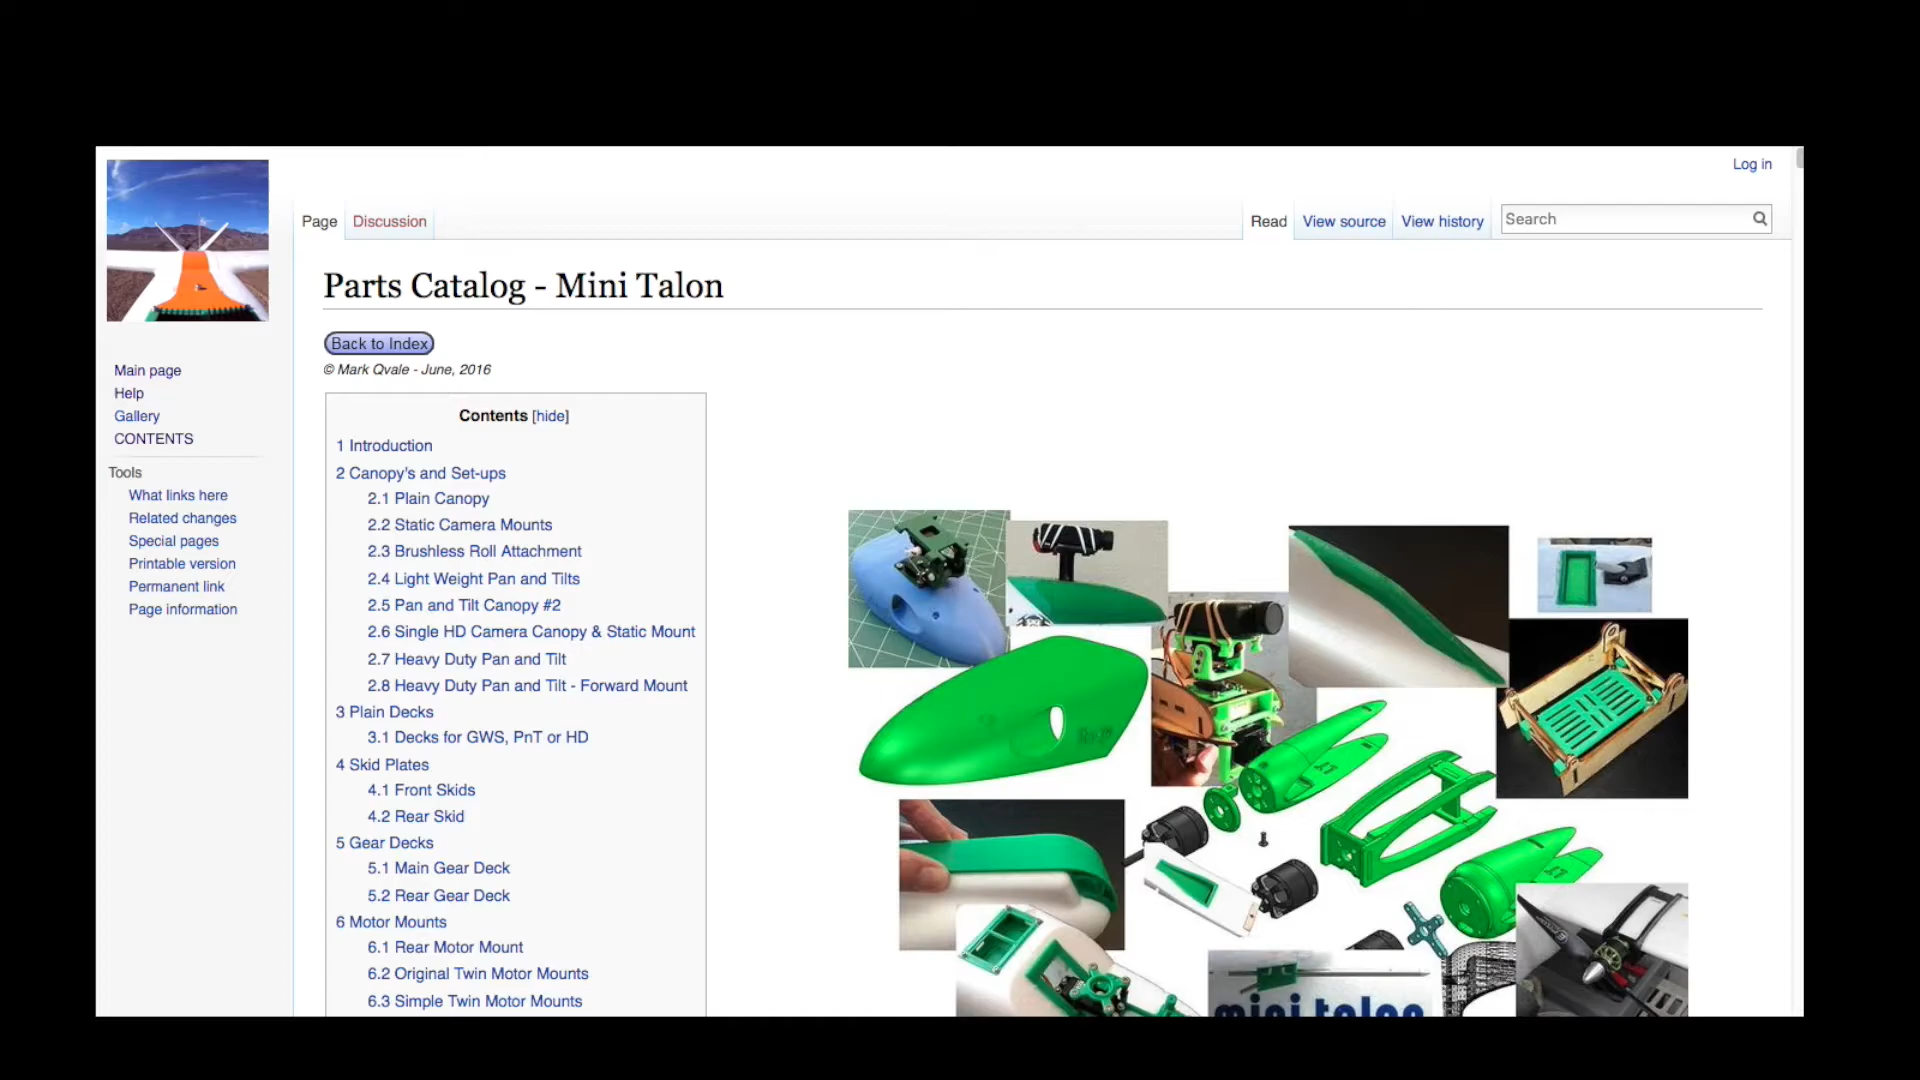 Log in
Page
Discussion
Read
View source
View history
Search
Parts Catalog - Mini Talon
Back to Index
© Mark Qvale - June, 2016
Main page
Help
Gallery
CONTENTS
Tools
What links here
Related changes
Special pages
Printable version
Permanent link
Page information
Contents [hide]
1 Introduction
2 Canopy's and Set-ups
2.1 Plain Canopy
2.2 Static Camera Mounts
2.3 Brushless Roll Attachment
2.4 Light Weight Pan and Tilts
2.5 Pan and Tilt Canopy #2
2.6 Single HD Camera Canopy & Static Mount
2.7 Heavy Duty Pan and Tilt
2.8 Heavy Duty Pan and Tilt - Forward Mount
3 Plain Decks
3.1 Decks for GWS, PnT or HD
4 Skid Plates
4.1 Front Skids
4.2 Rear Skid
5 Gear Decks
5.1 Main Gear Deck
5.2 Rear Gear Deck
6 Motor Mounts
6.1 Rear Motor Mount
6.2 Original Twin Motor Mounts
6.3 Simple Twin Motor Mounts
mini talon